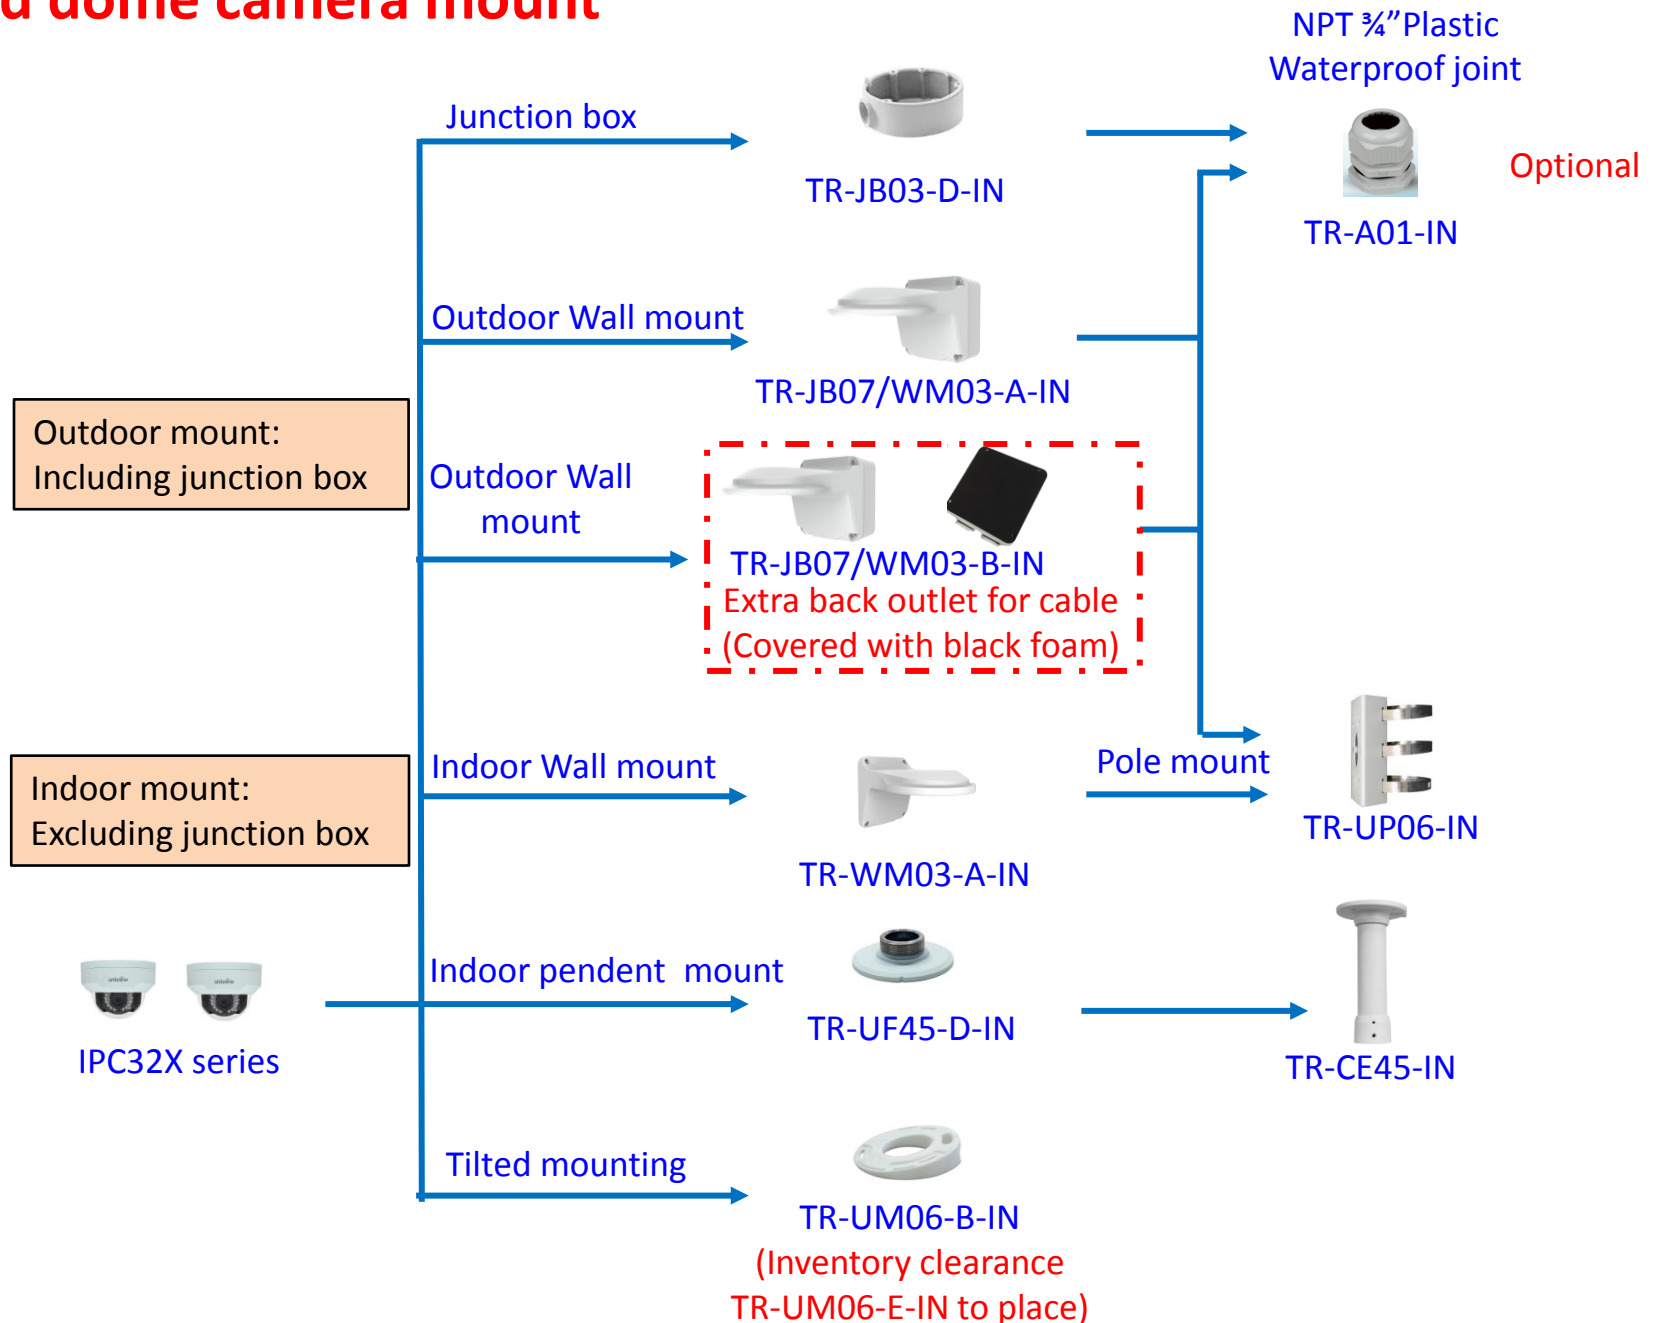 d dome camera mount
NPT ¾”Plastic
Waterproof joint
Junction box
Optional
TR-JB03-D-IN
TR-A01-IN
Outdoor Wall mount
TR-JB07/WM03-A-IN
Outdoor mount:
Including junction box
Outdoor Wall
mount
TR-JB07/WM03-B-IN
Extra back outlet for cable
(Covered with black foam)
Indoor Wall mount
Pole mount
Indoor mount:
Excluding junction box
TR-UP06-IN
TR-WM03-A-IN
Indoor pendent mount
TR-UF45-D-IN
IPC32X series
TR-CE45-IN
Tilted mounting
TR-UM06-B-IN
(Inventory clearance
TR-UM06-E-IN to place)